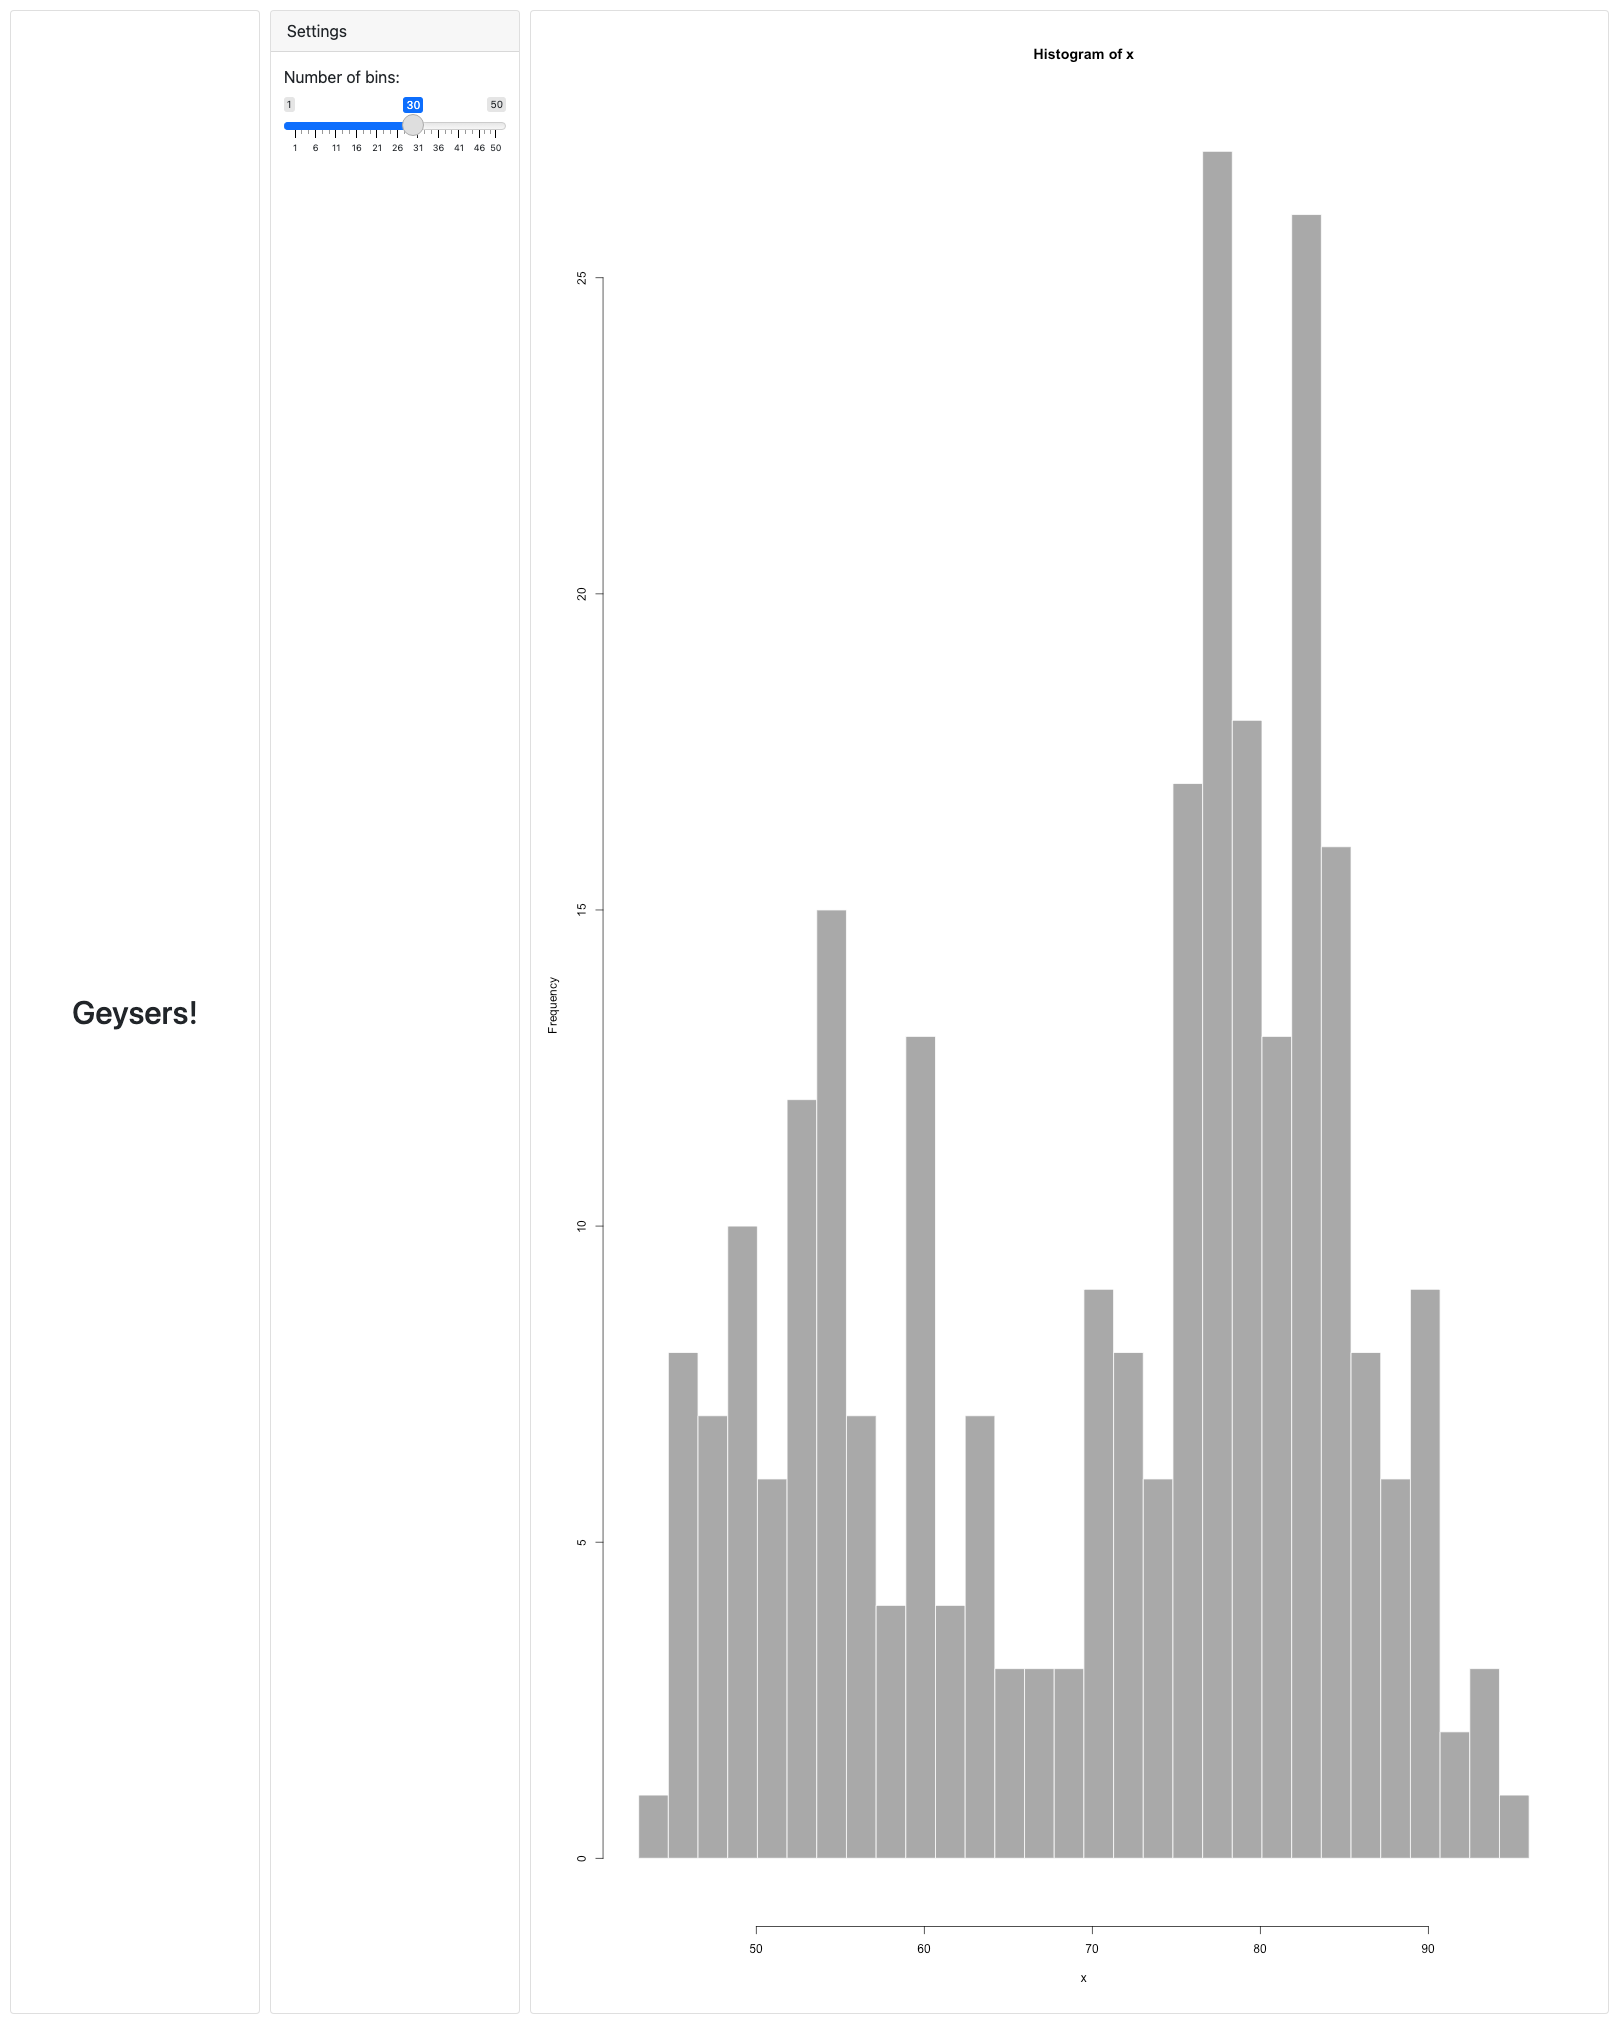 Geysers!
Settings
Number of bins:
1 30 50
1 6 11 16 21 26 31 36 41 46 50
Histogram of x
Frequency
25
20
15
10
5
0
50 60 70 80 90
x